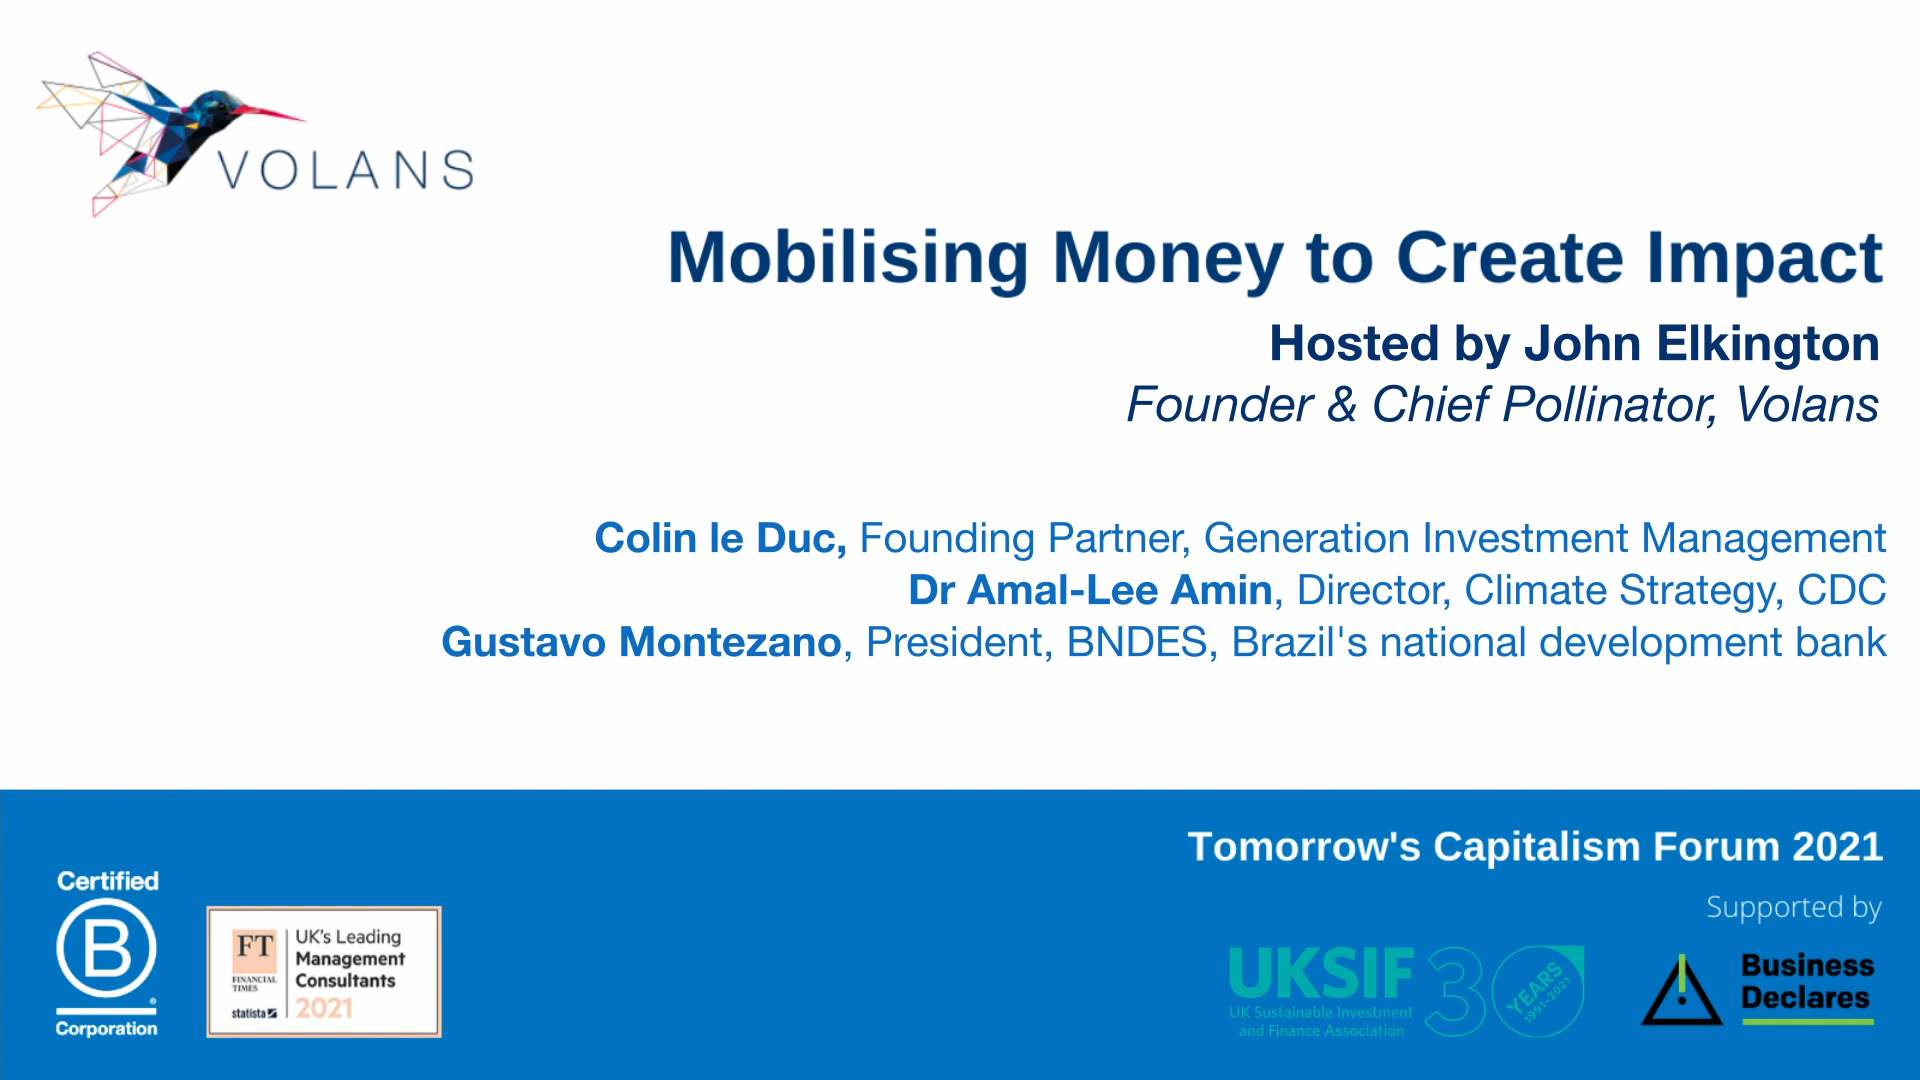 VOLANS
Mobilising Money to Create Impact
Hosted by John Elkington
Founder & Chief Pollinator, Volans
Colin le Duc, Founding Partner, Generation Investment Management
Dr Amal-Lee Amin, Director, Climate Strategy, CDC
Gustavo Montezano, President, BNDES, Brazil's national development bank
Tomorrow's Capitalism Forum 2021
Supported by
Certified
B
®
Corporation
FT
FINANCIAL
TIMES
statista
UK's Leading
Management
Consultants
2021
UKSIF
UK Sustainable Investment
and Finance Association
30
YEARS
1991-2021
Business
Declares